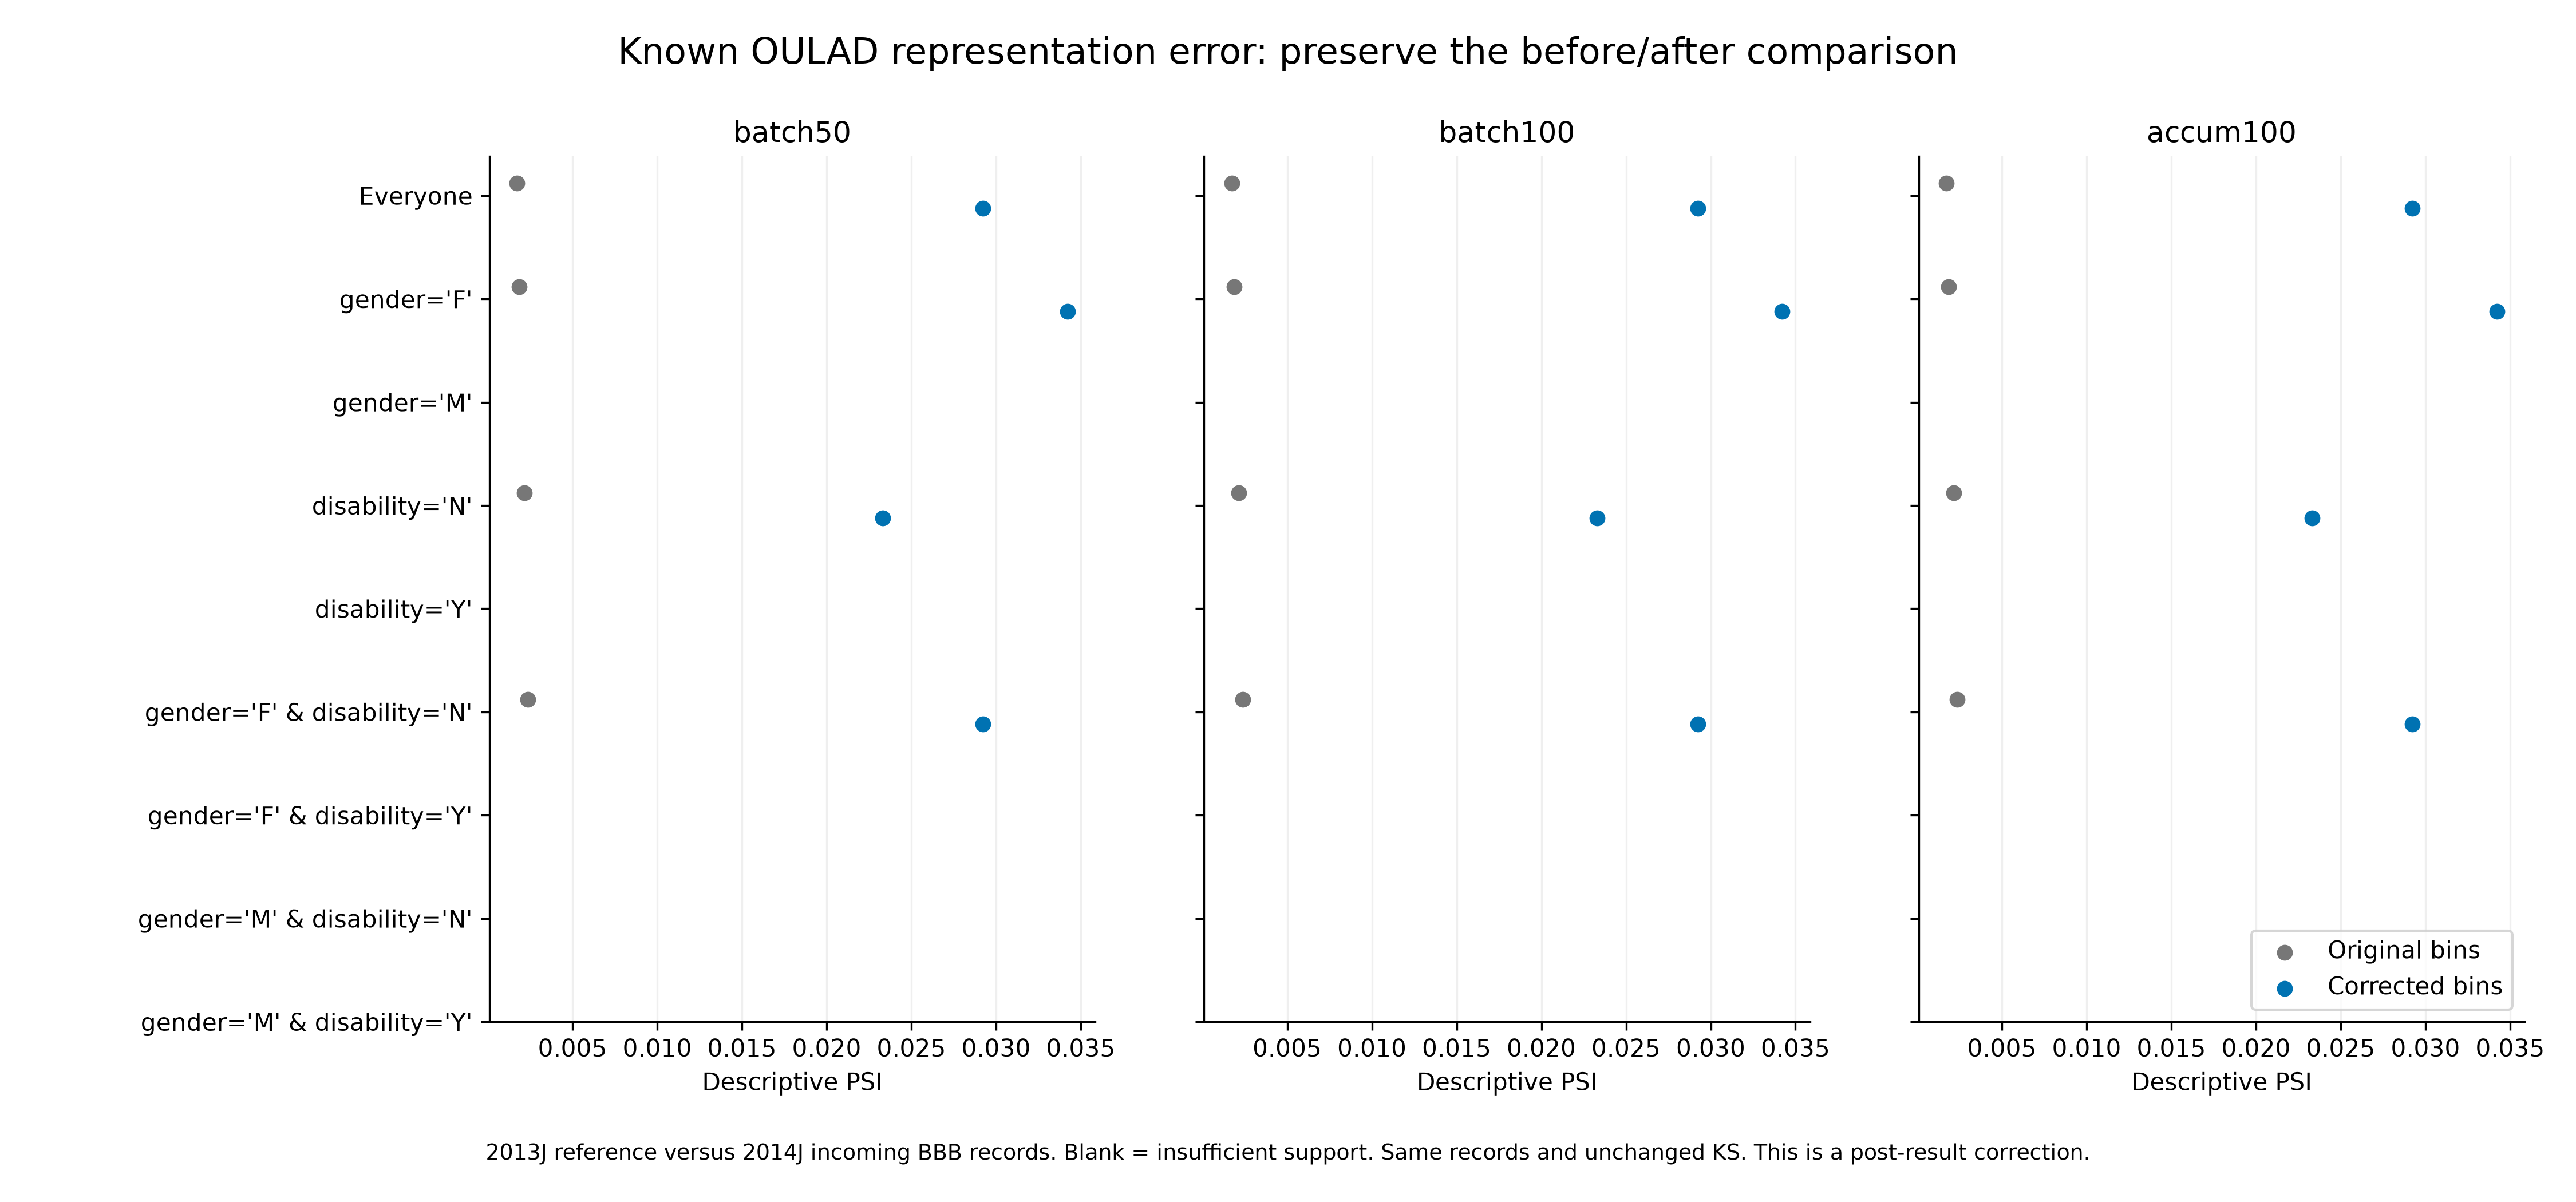 Known OULAD representation error: preserve the before/after comparison
batch50
batch100
accum100
Everyone
gender='F'
gender='M'
disability='N'
disability='Y'
gender='F' & disability='N'
gender='F' & disability='Y'
gender='M' & disability='N'
gender='M' & disability='Y'
Original bins
Corrected bins
0.005 0.010 0.015 0.020 0.025 0.030 0.035
0.005 0.010 0.015 0.020 0.025 0.030 0.035
0.005 0.010 0.015 0.020 0.025 0.030 0.035
Descriptive PSI
Descriptive PSI
Descriptive PSI
2013J reference versus 2014J incoming BBB records. Blank = insufficient support. Same records and unchanged KS. This is a post-result correction.